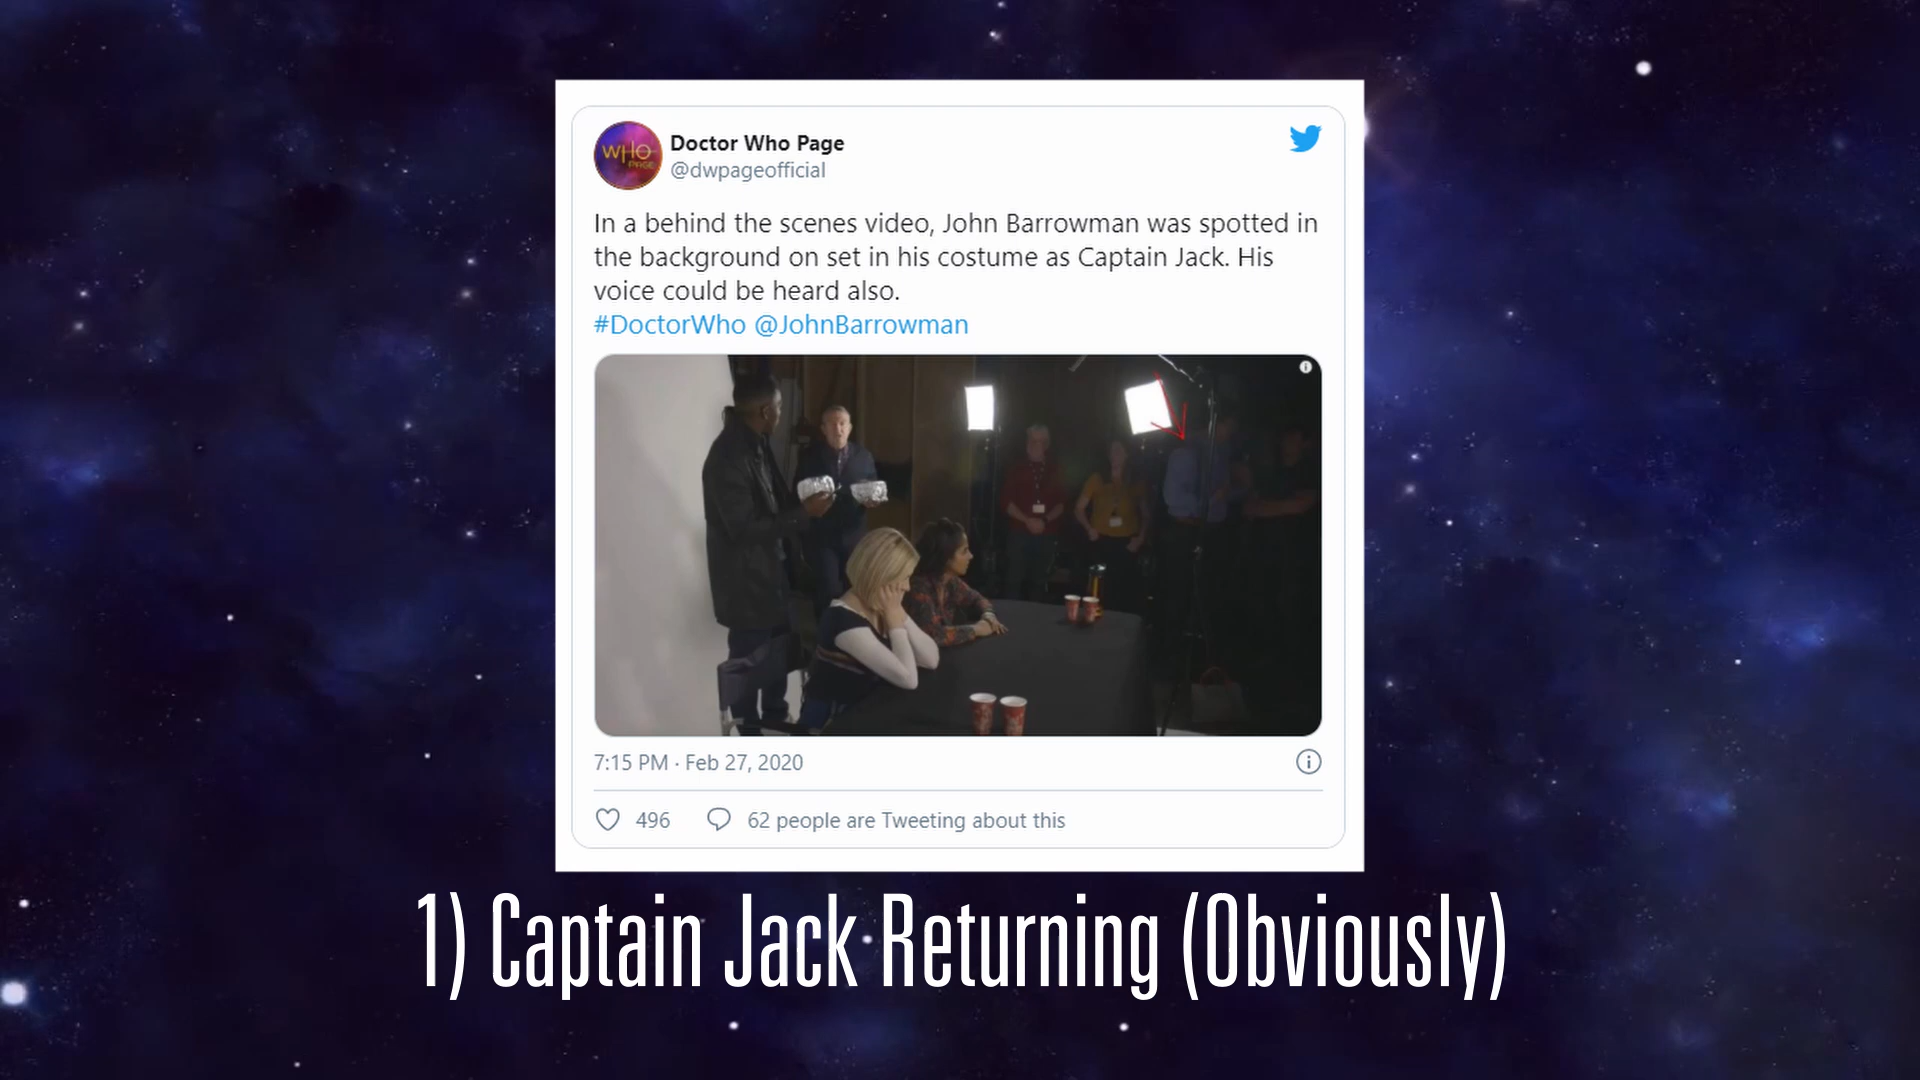 WHO
PAGE
Doctor Who Page
@dwpageofficial
In a behind the scenes video, John Barrowman was spotted in
the background on set in his costume as Captain Jack. His
voice could be heard also.
#DoctorWho @JohnBarrowman
7:15 PM · Feb 27, 2020
496 62 people are Tweeting about this
1) Captain Jack Returning (Obviously)